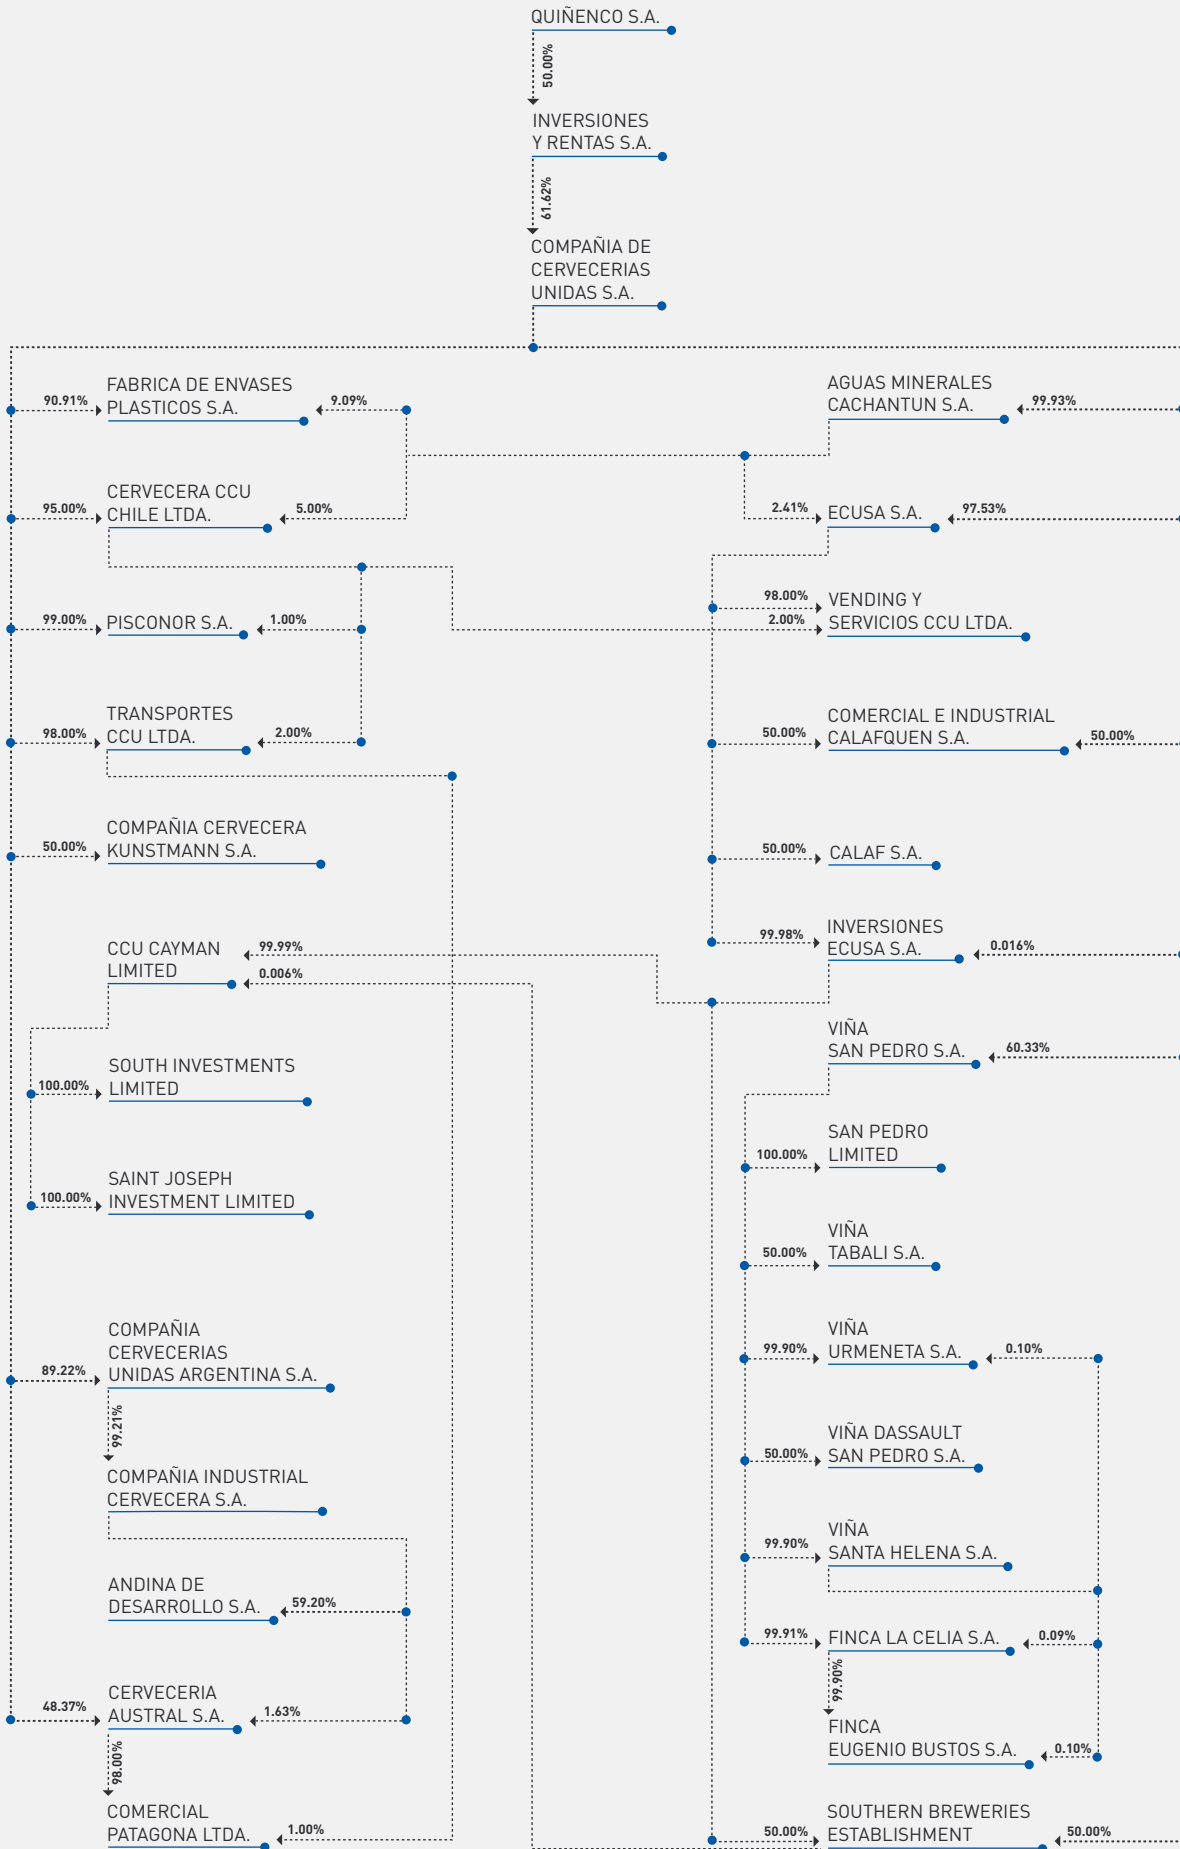 QUIÑENCO S.A.
50.00%
INVERSIONES
Y RENTAS S.A.
61.62%
COMPAÑIA DE
CERVECERIAS
UNIDAS S.A.
90.91%
FABRICA DE ENVASES
PLASTICOS S.A.
9.09%
AGUAS MINERALES
CACHANTUN S.A.
99.93%
95.00%
CERVECERA CCU
CHILE LTDA.
5.00%
2.41%
ECUSA S.A.
97.53%
99.00%
PISCONOR S.A.
1.00%
98.00%
2.00%
VENDING Y
SERVICIOS CCU LTDA.
98.00%
TRANSPORTES
CCU LTDA.
2.00%
50.00%
COMERCIAL E INDUSTRIAL
CALAFQUEN S.A.
50.00%
50.00%
COMPAÑIA CERVECERA
KUNSTMANN S.A.
50.00%
CALAF S.A.
CCU CAYMAN
LIMITED
99.99%
0.006%
99.98%
INVERSIONES
ECUSA S.A.
0.016%
VIÑA
SAN PEDRO S.A.
60.33%
100.00%
SOUTH INVESTMENTS
LIMITED
100.00%
SAN PEDRO
LIMITED
100.00%
SAINT JOSEPH
INVESTMENT LIMITED
50.00%
VIÑA
TABALI S.A.
89.22%
COMPAÑIA
CERVECERIAS
UNIDAS ARGENTINA S.A.
99.90%
VIÑA
URMENETA S.A.
0.10%
99.21%
COMPAÑIA INDUSTRIAL
CERVECERA S.A.
50.00%
VIÑA DASSAULT
SAN PEDRO S.A.
99.90%
VIÑA
SANTA HELENA S.A.
ANDINA DE
DESARROLLO S.A.
59.20%
99.91%
FINCA LA CELIA S.A.
0.09%
99.90%
48.37%
CERVECERIA
AUSTRAL S.A.
1.63%
FINCA
EUGENIO BUSTOS S.A.
0.10%
98.00%
COMERCIAL
PATAGONA LTDA.
1.00%
50.00%
SOUTHERN BREWERIES
ESTABLISHMENT
50.00%